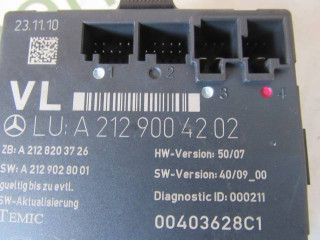 23.11.10
1 2 3 4
VL
LU: A 212 900 42 02
ZB: A 212 820 37 26
HW-Version: 50/07
SW: A 212 902 80 01
SW-Version: 40/09_00
gueltig bis zu evtl.
Diagnostic ID: 000211
SW-Aktualisierung
TEMIC
00403628C1